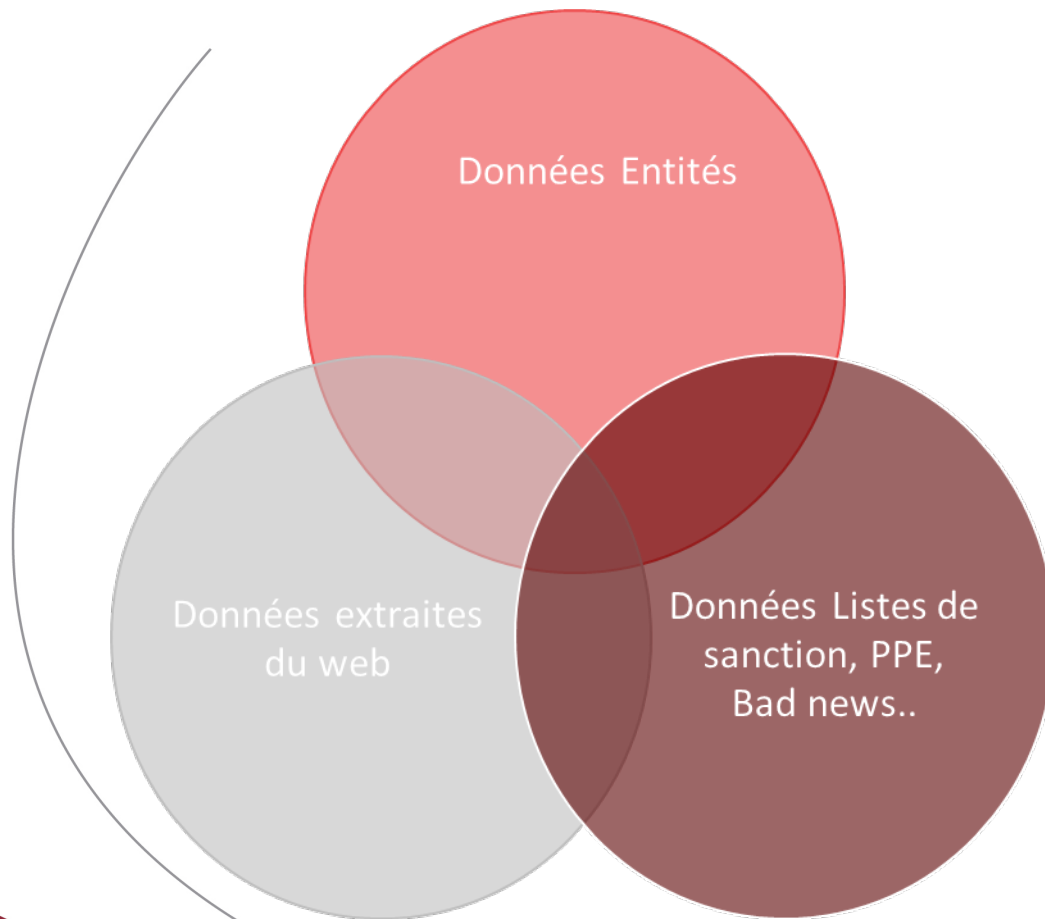 Données Entités
Données extraites
du web
Données Listes de
sanction, PPE,
Bad news..